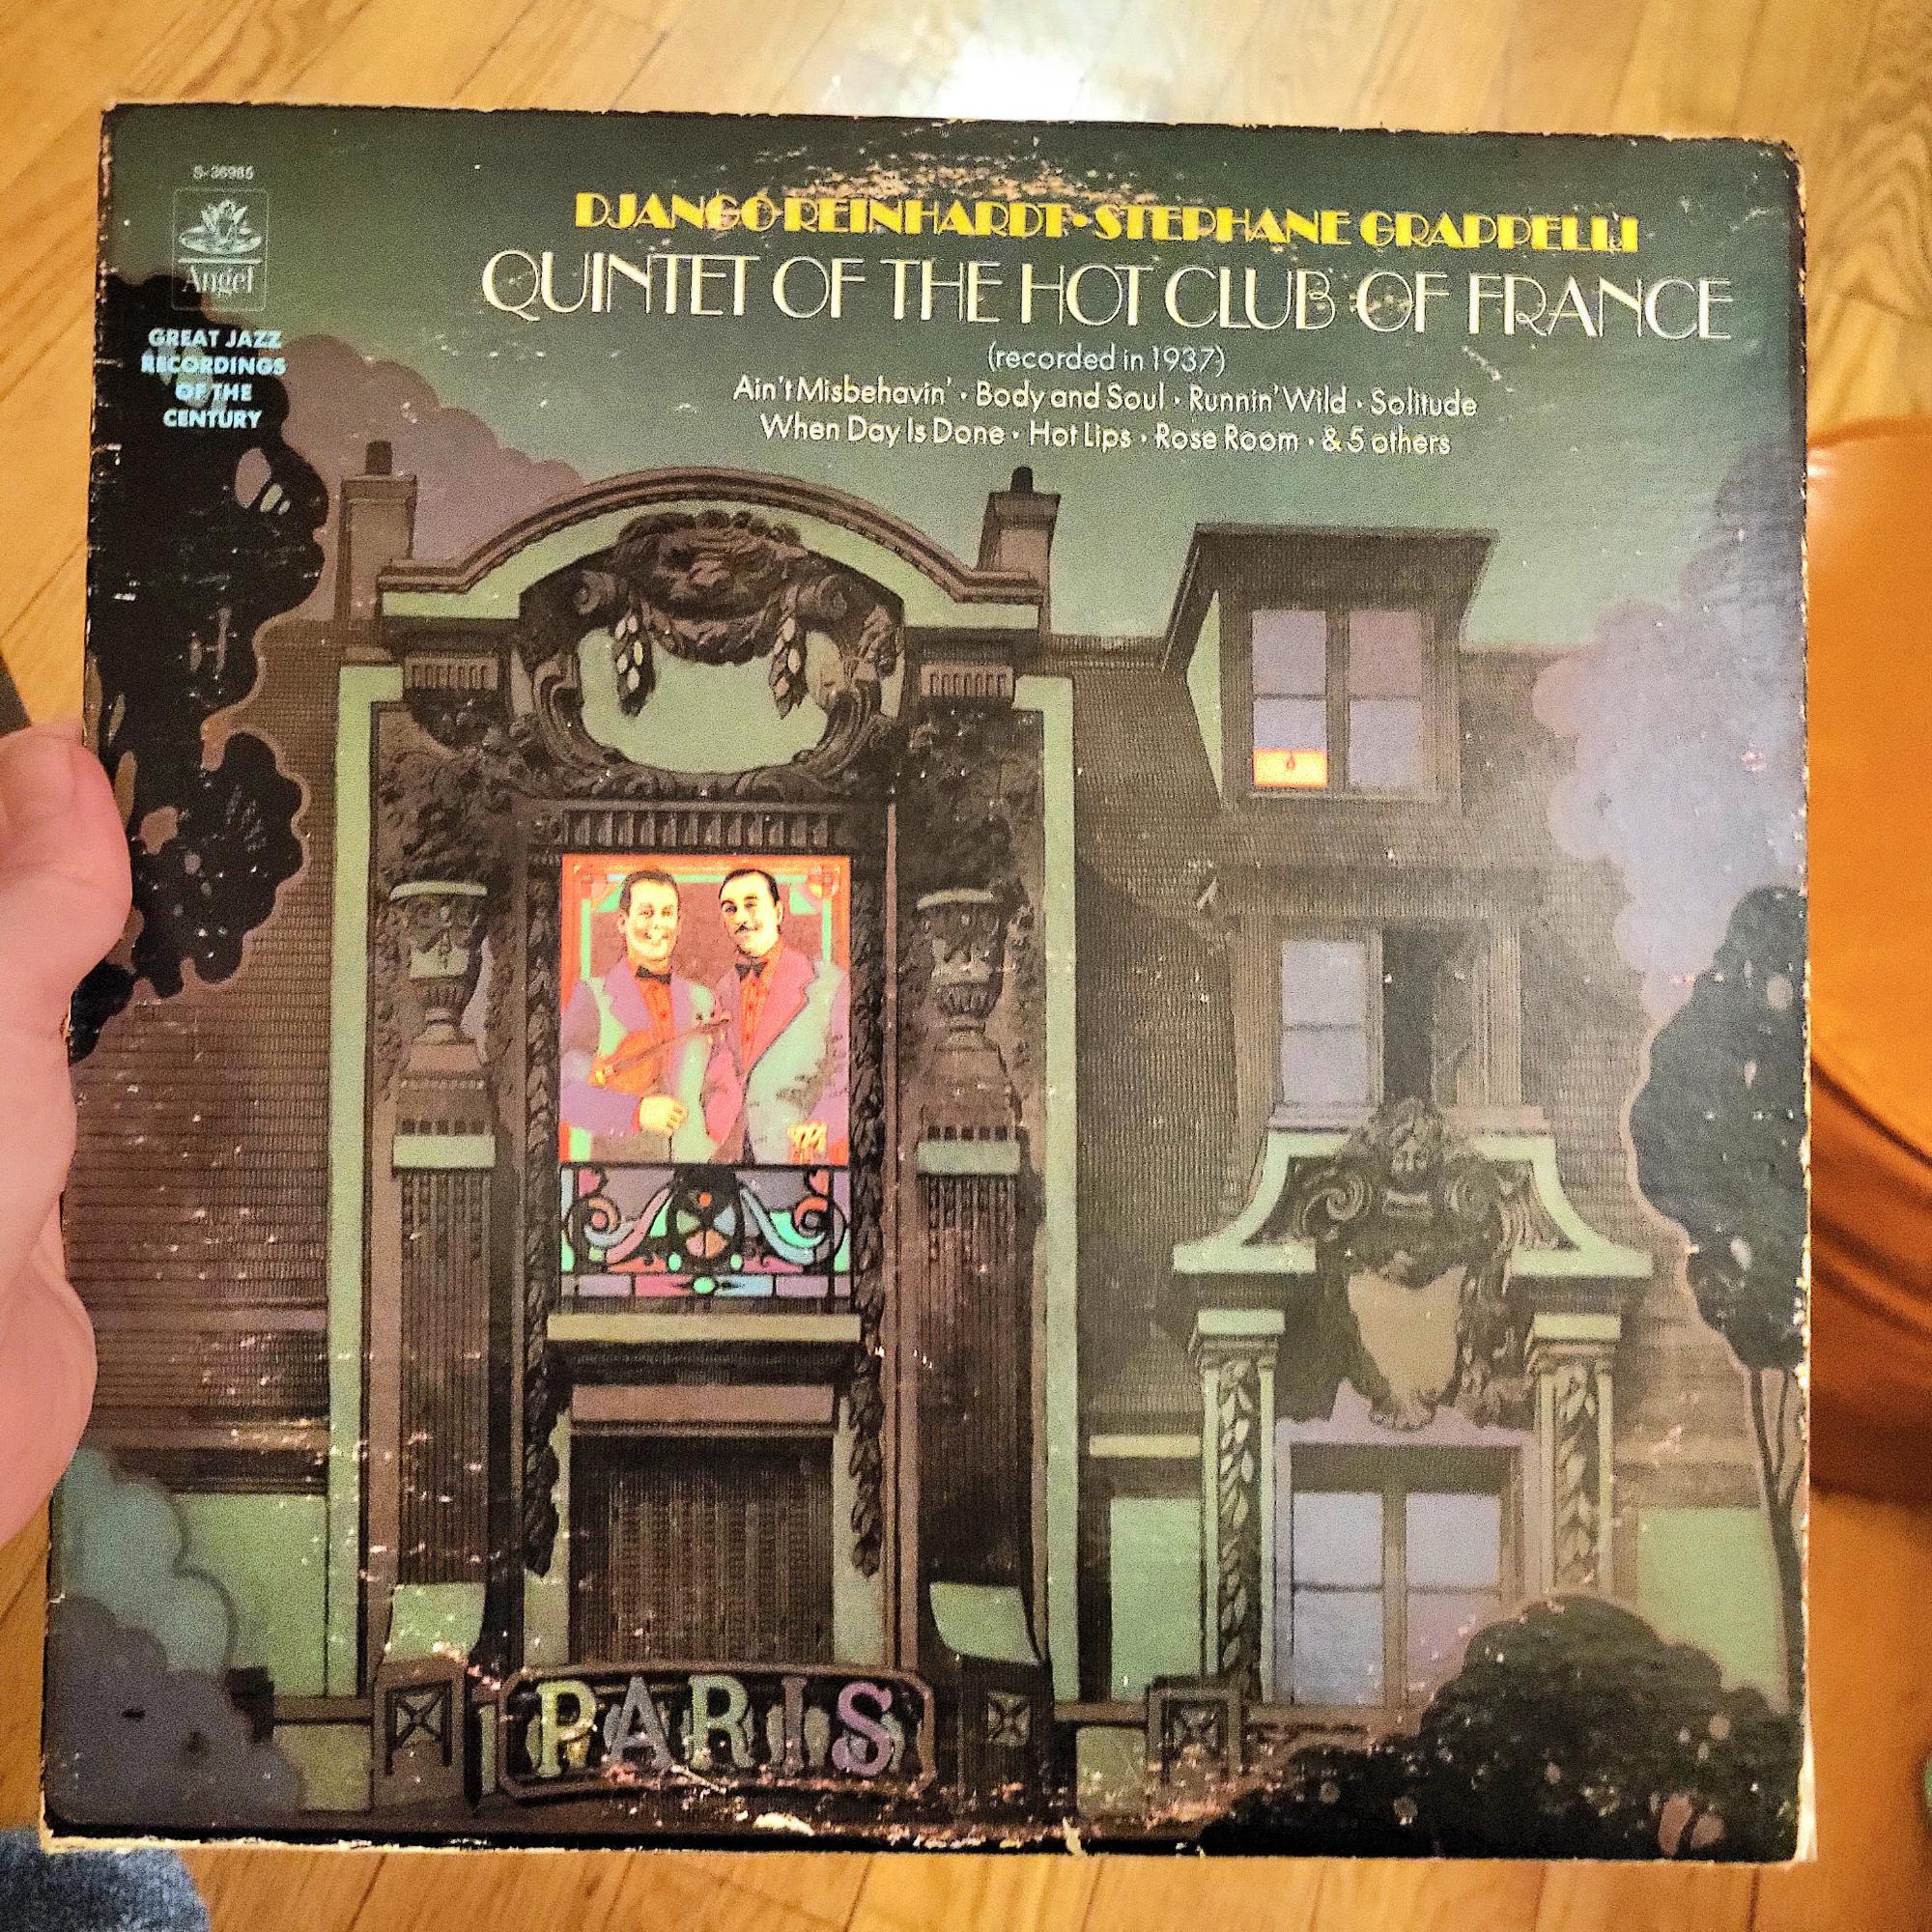 S-36985
Angel
GREAT JAZZ
RECORDINGS
OF THE
CENTURY
DJANGO REINHARDT • STEPHANE GRAPPELLI
QUINTET OF THE HOT CLUB OF FRANCE
(recorded in 1937)
Ain't Misbehavin' • Body and Soul • Runnin' Wild • Solitude
When Day Is Done • Hot Lips • Rose Room • & 5 others
PARIS